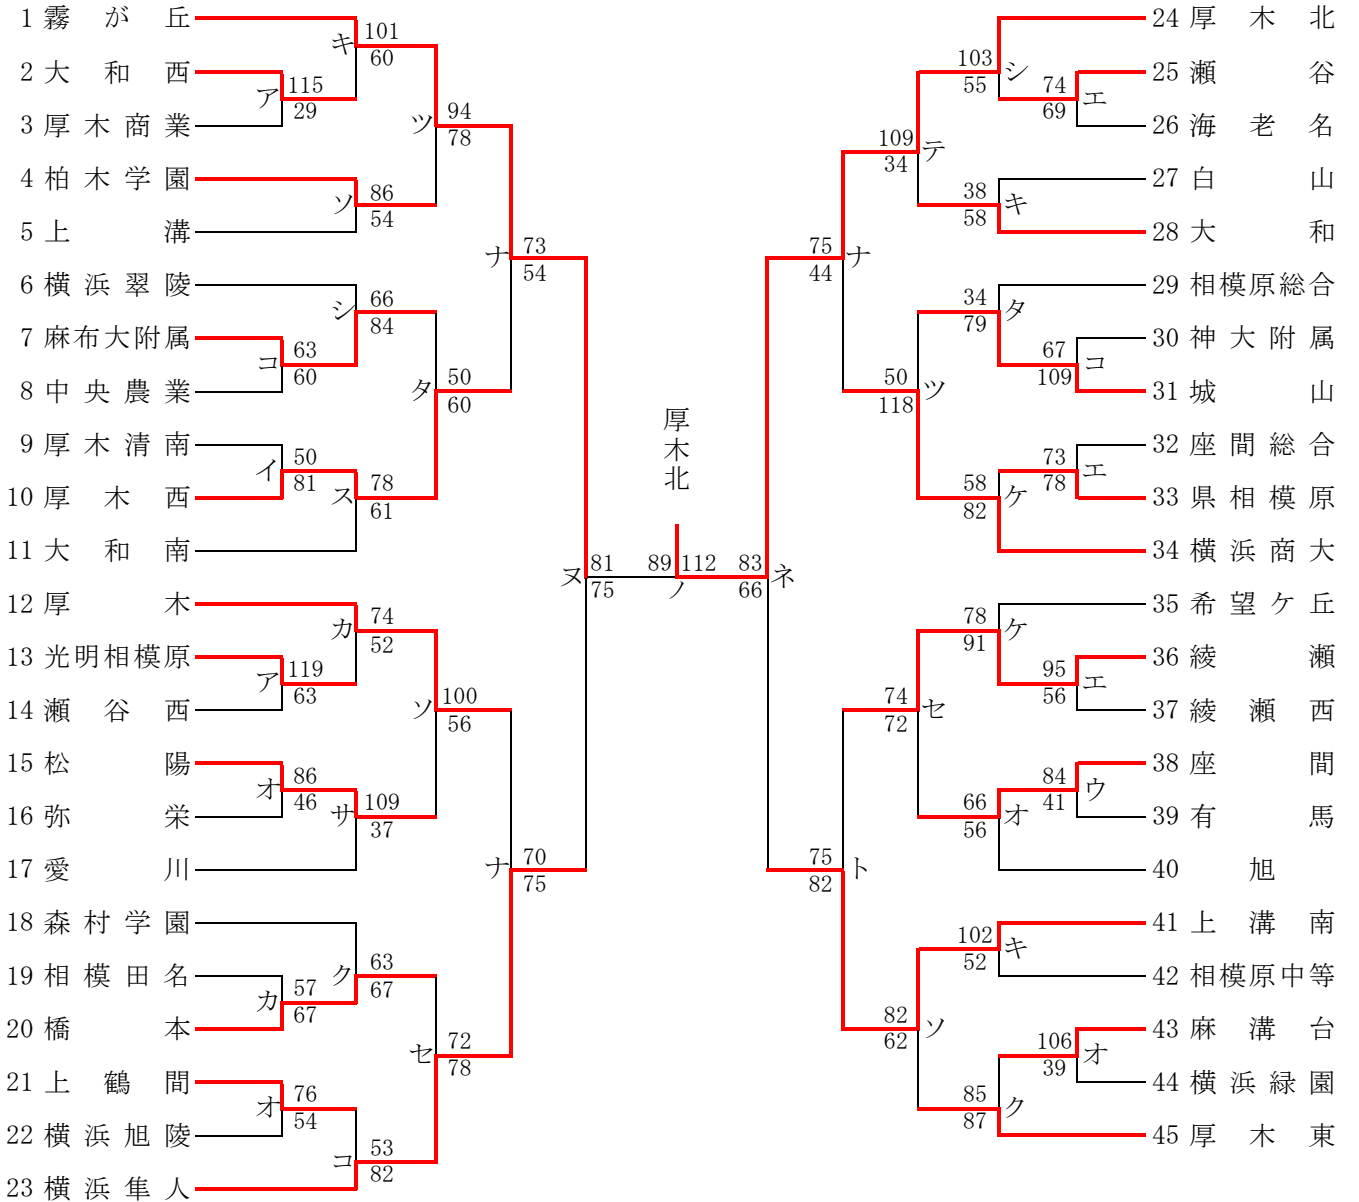 1 霧が丘
2 大和西
3 厚木商業
4 柏木学園
5 上溝
6 横浜翠陵
7 麻布大附属
8 中央農業
9 厚木清南
10 厚木西
11 大和南
12 厚木
13 光明相模原
14 瀬谷西
15 松陽
16 弥栄
17 愛川
18 森村学園
19 相模田名
20 橋本
21 上鶴間
22 横浜旭陵
23 横浜隼人
ア 115 29
コ 63 60
イ 50 81
ア 119 63
オ 86 46
カ 57 67
オ 76 54
キ 101 60
ソ 86 54
シ 66 84
ス 78 61
カ 74 52
サ 109 37
ク 63 67
コ 53 82
ツ 94 78
タ 50 60
ソ 100 56
セ 72 78
ナ 73 54
ナ 70 75
ヌ 81 75
厚木北
89 ノ 112
83 66 ネ
75 44 ナ
75 82 ト
109 34 テ
50 118 ツ
74 72 セ
82 62 ソ
103 55 シ
38 58 キ
34 79 タ
58 82 ケ
78 91 ケ
66 56 オ
102 52 キ
85 87 ク
74 69 エ
67 109 コ
73 78 エ
95 56 エ
84 41 ウ
106 39 オ
24 厚木北
25 瀬谷
26 海老名
27 白山
28 大和
29 相模原総合
30 神大附属
31 城山
32 座間総合
33 県相模原
34 横浜商大
35 希望ケ丘
36 綾瀬
37 綾瀬西
38 座間
39 有馬
40 旭
41 上溝南
42 相模原中等
43 麻溝台
44 横浜緑園
45 厚木東